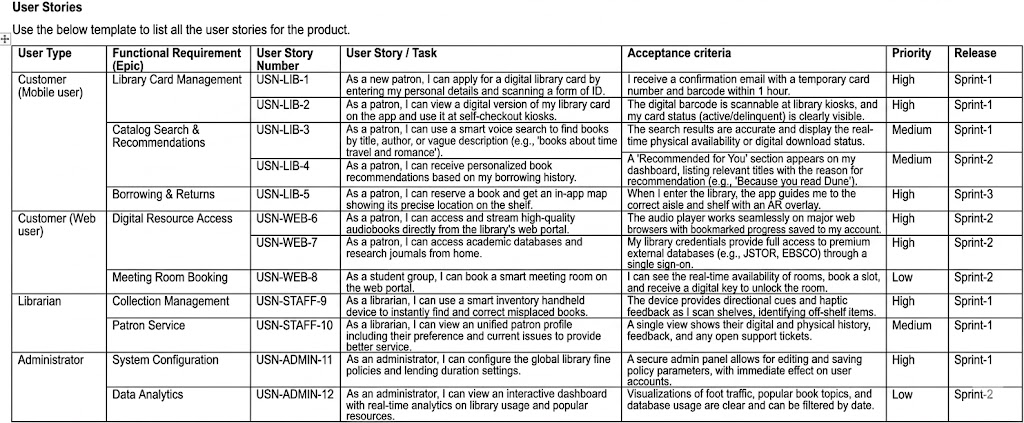 User Stories
Use the below template to list all the user stories for the product.
User Type
Functional Requirement
(Epic)
User Story
Number
User Story / Task
Acceptance criteria
Priority
Release
Customer
(Mobile user)
Library Card Management
USN-LIB-1
As a new patron, I can apply for a digital library card by
entering my personal details and scanning a form of ID.
I receive a confirmation email with a temporary card
number and barcode within 1 hour.
High
Sprint-1
USN-LIB-2
As a patron, I can view a digital version of my library card
on the app and use it at self-checkout kiosks.
The digital barcode is scannable at library kiosks, and
my card status (active/delinquent) is clearly visible.
High
Sprint-1
Catalog Search &
Recommendations
USN-LIB-3
As a patron, I can use a smart voice search to find books
by title, author, or vague description (e.g., 'books about time
travel and romance').
The search results are accurate and display the real-
time physical availability or digital download status.
Medium
Sprint-1
USN-LIB-4
As a patron, I can receive personalized book
recommendations based on my borrowing history.
A 'Recommended for You' section appears on my
dashboard, listing relevant titles with the reason for
recommendation (e.g., 'Because you read Dune').
Medium
Sprint-2
Borrowing & Returns
USN-LIB-5
As a patron, I can reserve a book and get an in-app map
showing its precise location on the shelf.
When I enter the library, the app guides me to the
correct aisle and shelf with an AR overlay.
High
Sprint-3
Customer (Web
user)
Digital Resource Access
USN-WEB-6
As a patron, I can access and stream high-quality
audiobooks directly from the library's web portal.
The audio player works seamlessly on major web
browsers with bookmarked progress saved to my account.
High
Sprint-2
USN-WEB-7
As a patron, I can access academic databases and
research journals from home.
My library credentials provide full access to premium
external databases (e.g., JSTOR, EBSCO) through a
single sign-on.
High
Sprint-2
Meeting Room Booking
USN-WEB-8
As a student group, I can book a smart meeting room on
the web portal.
I can see the real-time availability of rooms, book a slot,
and receive a digital key to unlock the room.
Low
Sprint-2
Librarian
Collection Management
USN-STAFF-9
As a librarian, I can use a smart inventory handheld
device to instantly find and correct misplaced books.
The device provides directional cues and haptic
feedback as I scan shelves, identifying off-shelf items.
High
Sprint-1
Patron Service
USN-STAFF-10
As a librarian, I can view an unified patron profile
including their preference and current issues to provide
better service.
A single view shows their digital and physical history,
feedback, and any open support tickets.
Medium
Sprint-1
Administrator
System Configuration
USN-ADMIN-11
As an administrator, I can configure the global library fine
policies and lending duration settings.
A secure admin panel allows for editing and saving
policy parameters, with immediate effect on user
accounts.
High
Sprint-1
Data Analytics
USN-ADMIN-12
As an administrator, I can view an interactive dashboard
with real-time analytics on library usage and popular
resources.
Visualizations of foot traffic, popular book topics, and
database usage are clear and can be filtered by date.
Low
Sprint-2